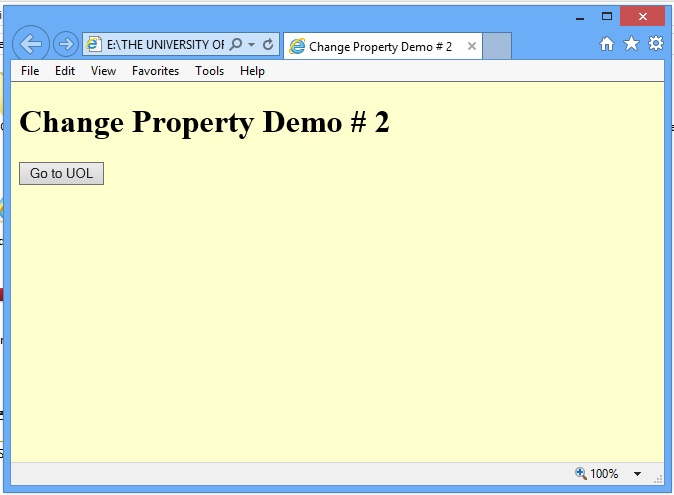 E:\THE UNIVERSITY OF
Change Property Demo # 2
File Edit View Favorites Tools Help
Change Property Demo # 2
Go to UOL
100%